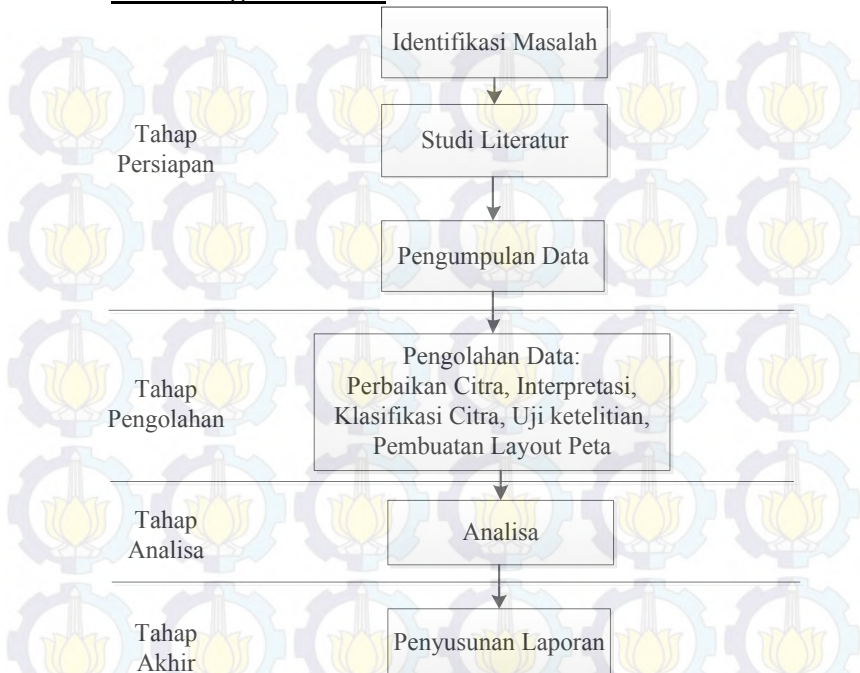 Identifikasi Masalah
Tahap
Persiapan
Studi Literatur
Pengumpulan Data
Tahap
Pengolahan
Pengolahan Data:
Perbaikan Citra, Interpretasi,
Klasifikasi Citra, Uji ketelitian,
Pembuatan Layout Peta
Tahap
Analisa
Analisa
Tahap
Akhir
Penyusunan Laporan